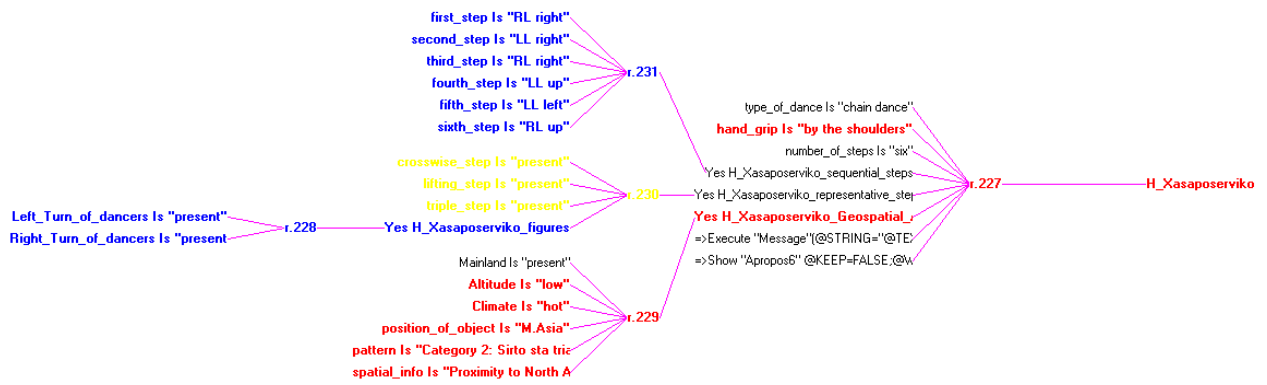 first_step Is "RL right"
second_step Is "LL right"
third_step Is "RL right"
fourth_step Is "LL up"
fifth_step Is "LL left"
sixth_step Is "RL up"
r.231
crosswise_step Is "present"
lifting_step Is "present"
triple_step Is "present"
Yes H_Xasaposerviko_figures
r.230
Left_Turn_of_dancers Is "present"
Right_Turn_of_dancers Is "present
r.228
Mainland Is "present"
Altitude Is "low"
Climate Is "hot"
position_of_object Is "M.Asia"
pattern Is "Category 2: Sirto sta tria
spatial_info Is "Proximity to North A
r.229
type_of_dance Is "chain dance"
hand_grip Is "by the shoulders"
number_of_steps Is "six"
Yes H_Xasaposerviko_sequential_steps
Yes H_Xasaposerviko_representative_step
Yes H_Xasaposerviko_Geospatial_
=>Execute "Message"(@STRING="@TEX
=>Show "Apropos6" @KEEP=FALSE;@W
r.227
H_Xasaposerviko